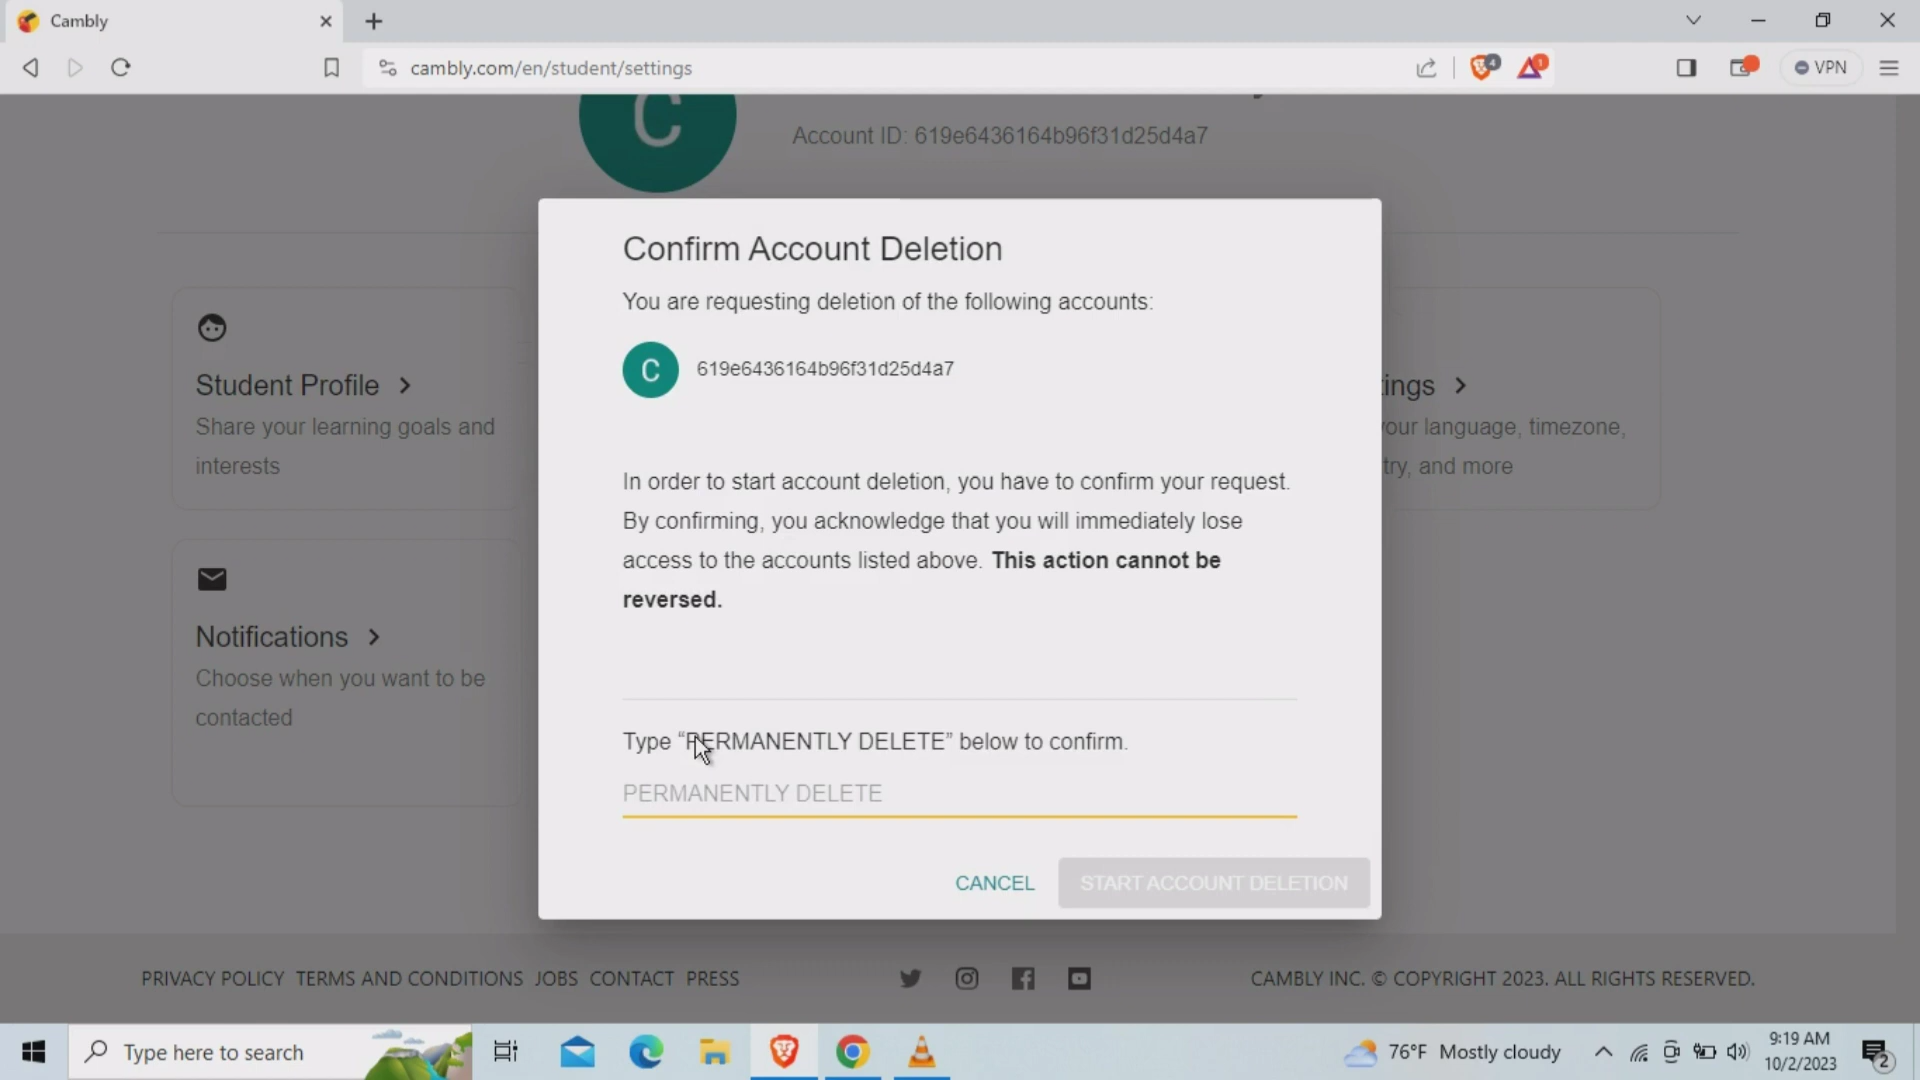 Cambly
cambly.com/en/student/settings
4
1
VPN
C
Account ID: 619e6436164b96f31d25d4a7
Confirm Account Deletion
You are requesting deletion of the following accounts:
C 619e6436164b96f31d25d4a7
In order to start account deletion, you have to confirm your request.
By confirming, you acknowledge that you will immediately lose
access to the accounts listed above. This action cannot be
reversed.
Type “PERMANENTLY DELETE” below to confirm.
PERMANENTLY DELETE
CANCEL START ACCOUNT DELETION
Student Profile
Share your learning goals and
interests
Notifications
Choose when you want to be
contacted
ings
your language, timezone,
try, and more
PRIVACY POLICY TERMS AND CONDITIONS JOBS CONTACT PRESS
CAMBLY INC. © COPYRIGHT 2023. ALL RIGHTS RESERVED.
Type here to search
76°F Mostly cloudy
9:19 AM
10/2/2023
2